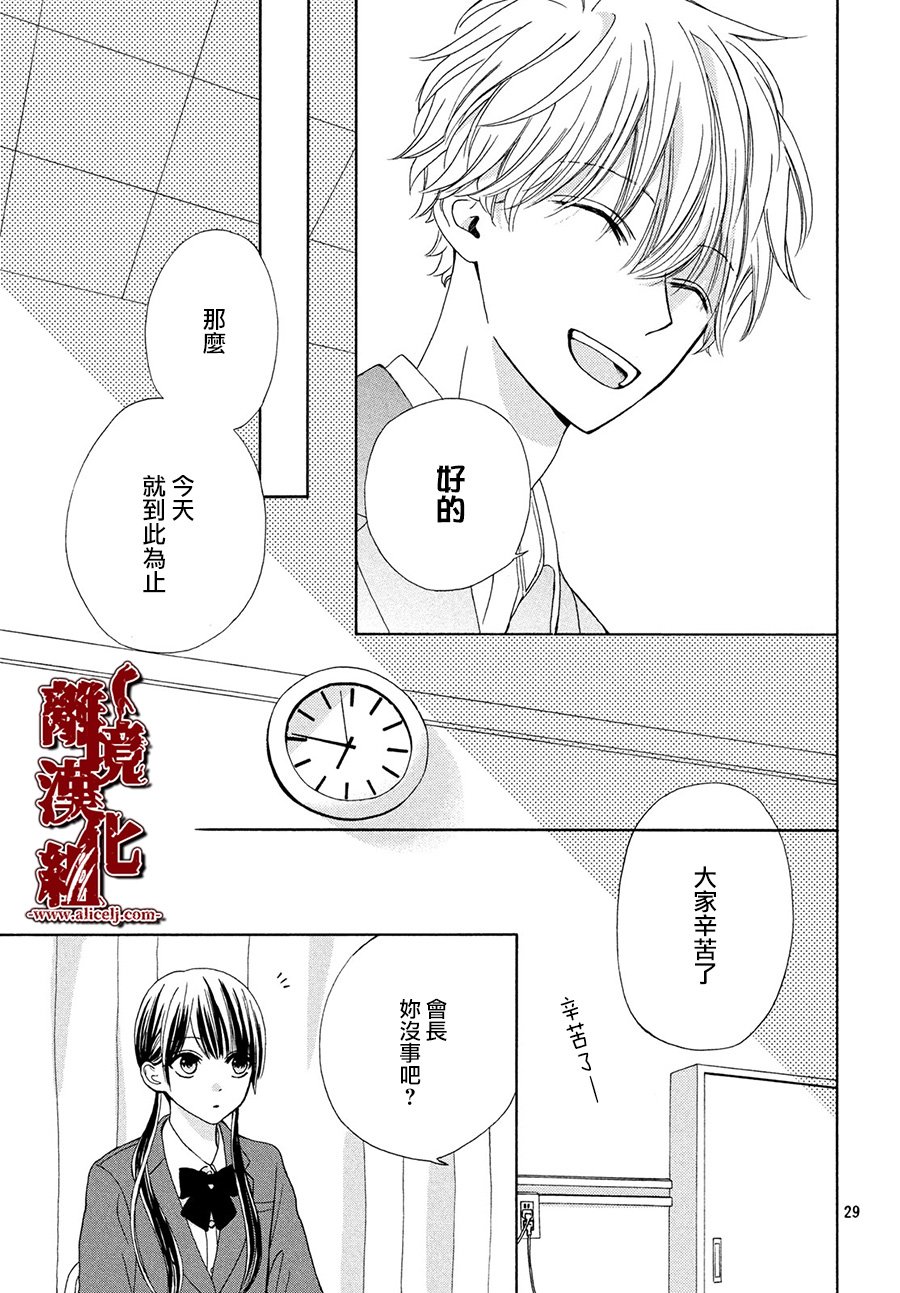 好的
那麼
今天
就到此為止
大家辛苦了
辛苦了—
會長
妳沒事吧?
離境漢化組
-www.alicelj.com-
29